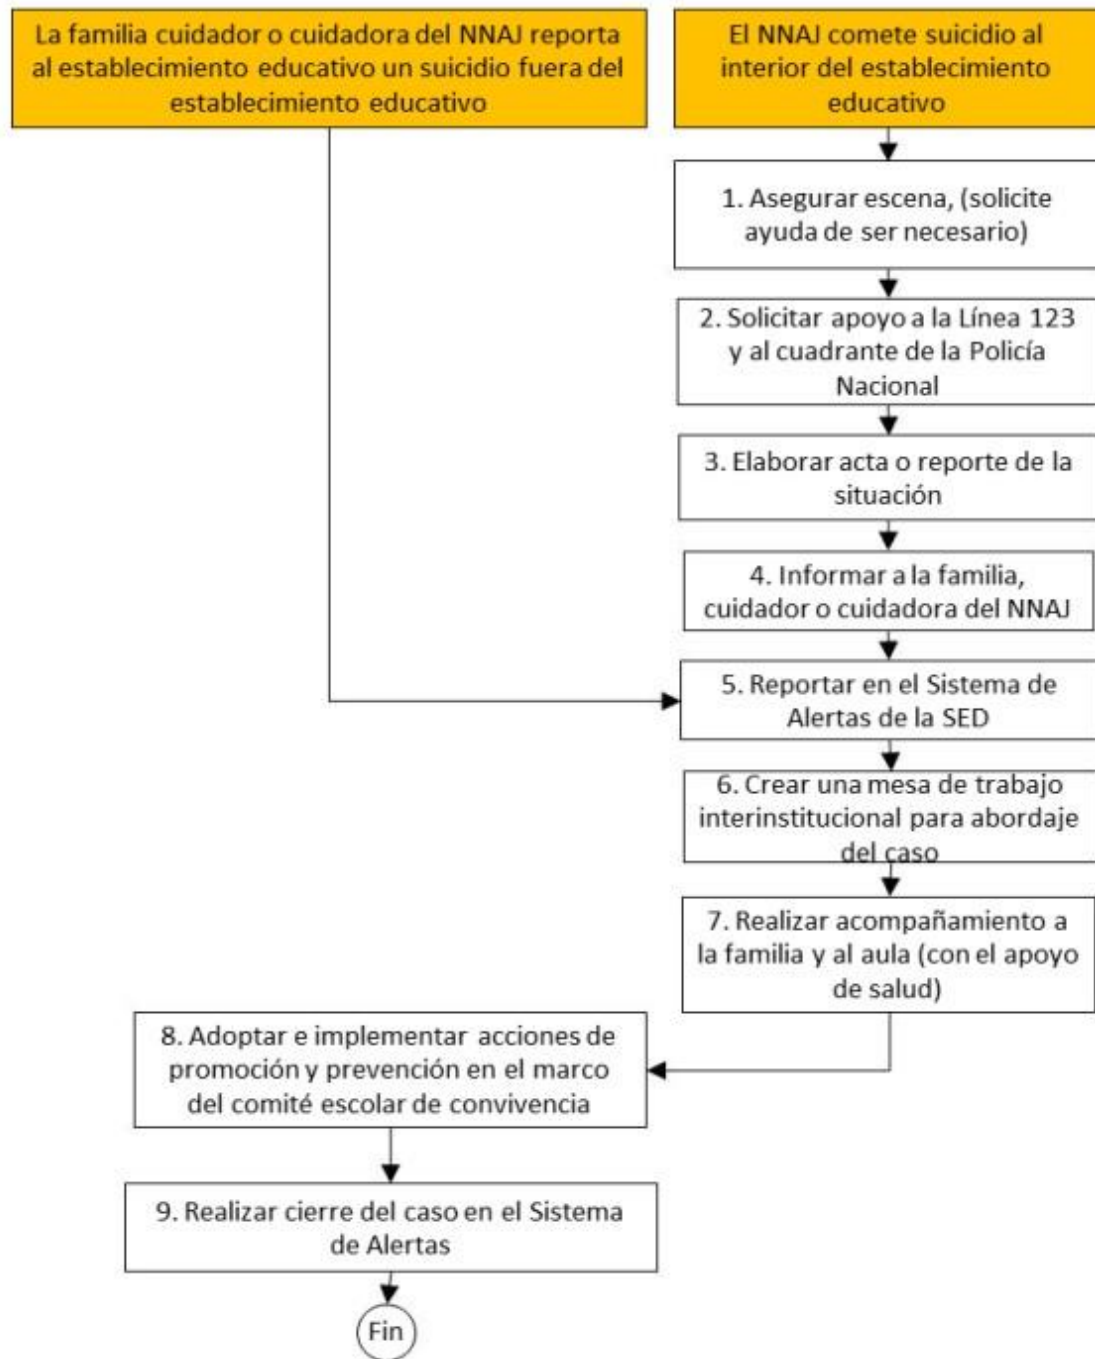 La familia cuidador o cuidadora del NNAJ reporta
al establecimiento educativo un suicidio fuera del
establecimiento educativo
El NNAJ comete suicidio al
interior del establecimiento
educativo
1. Asegurar escena, (solicite
ayuda de ser necesario)
2. Solicitar apoyo a la Línea 123
y al cuadrante de la Policía
Nacional
3. Elaborar acta o reporte de la
situación
4. Informar a la familia,
cuidador o cuidadora del NNAJ
5. Reportar en el Sistema de
Alertas de la SED
6. Crear una mesa de trabajo
interinstitucional para abordaje
del caso
7. Realizar acompañamiento a
la familia y al aula (con el apoyo
de salud)
8. Adoptar e implementar acciones de
promoción y prevención en el marco
del comité escolar de convivencia
9. Realizar cierre del caso en el Sistema
de Alertas
Fin